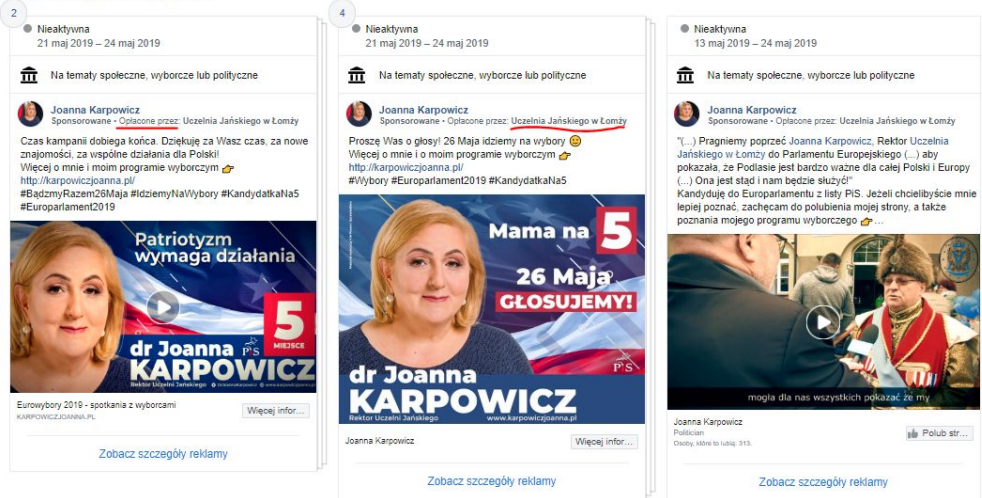 2
Nieaktywna
21 maj 2019 – 24 maj 2019
Na tematy społeczne, wyborcze lub polityczne
Joanna Karpowicz
Sponsorowane • Opłacone przez: Uczelnia Jańskiego w Łomży
Czas kampanii dobiega końca. Dziękuję za Wasz czas, za nowe
znajomości, za wspólne działania dla Polski!
Więcej o mnie i moim programie wyborczym 👉
http://karpowiczjoanna.pl/
#BądzmyRazem26Maja #IdziemyNaWybory #KandydatkaNa5
#Europarlament2019
Patriotyzm
wymaga działania
5
MIEJSCE
dr Joanna
PiS
KARPOWICZ
Rektor Uczelni Jańskiego
www.karpowiczjoanna.pl
Eurowybory 2019 - spotkania z wyborcami
KARPOWICZJOANNA.PL
Więcej infor...
Zobacz szczegóły reklamy
4
Nieaktywna
21 maj 2019 – 24 maj 2019
Na tematy społeczne, wyborcze lub polityczne
Joanna Karpowicz
Sponsorowane • Opłacone przez: Uczelnia Jańskiego w Łomży
Proszę Was o głosy! 26 Maja idziemy na wybory 🙂
Więcej o mnie i o moim programie wyborczym 👉
http://karpowiczjoanna.pl/
#Wybory #Europarlament2019 #KandydatkaNa5
Mama na 5
26 Maja
GŁOSUJEMY!
PiS
dr Joanna
KARPOWICZ
Rektor Uczelni Jańskiego
www.karpowiczjoanna.pl
Joanna Karpowicz
Więcej infor...
Zobacz szczegóły reklamy
Nieaktywna
13 maj 2019 – 24 maj 2019
Na tematy społeczne, wyborcze lub polityczne
Joanna Karpowicz
Sponsorowane • Opłacone przez: Uczelnia Jańskiego w Łomży
"(...) Pragniemy poprzeć Joanna Karpowicz, Rektor Uczelnia
Jańskiego w Łomży do Parlamentu Europejskiego (...) aby
pokazała, że Podlasie jest bardzo ważne dla całej Polski i Europy
(...) Ona jest stąd i nam będzie służyć!"
Kandyduję do Europarlamentu z listy PiS. Jeżeli chcielibyście mnie
lepiej poznać, zachęcam do polubienia mojej strony, a także
poznania mojego programu wyborczego 👉...
mogła dla nas wszystkich pokazać że my
Joanna Karpowicz
Politician
Osoby, które to lubią: 313.
Polub str...
Zobacz szczegóły reklamy